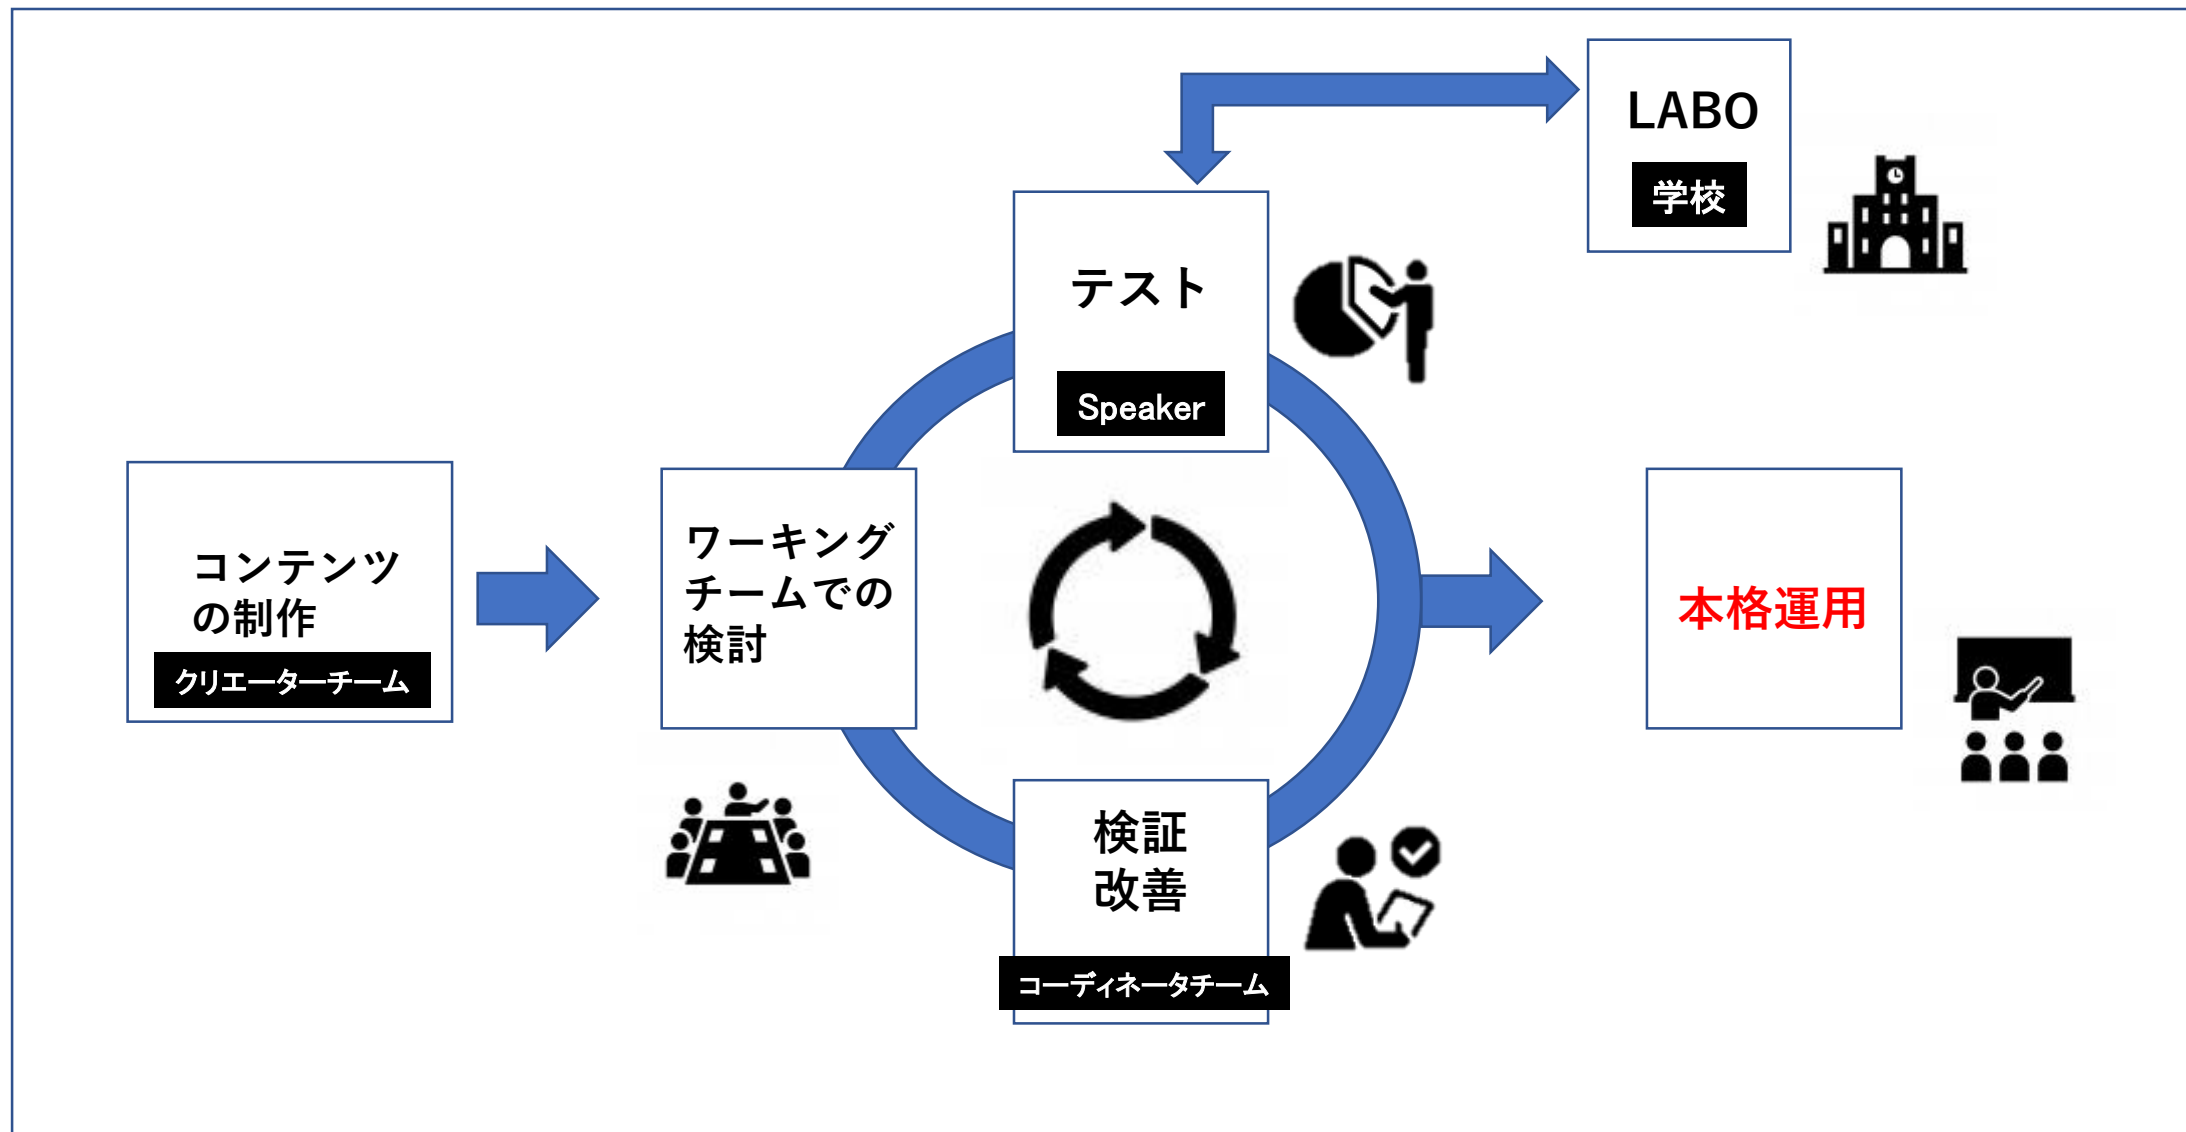 LABO
学校
テスト
Speaker
コンテンツ
の制作
クリエーターチーム
ワーキング
チームでの
検討
本格運用
検証
改善
コーディネータチーム